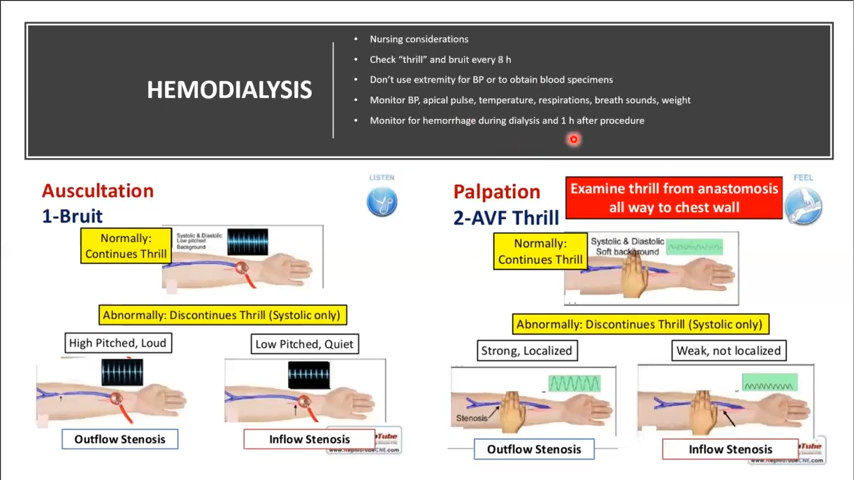 HEMODIALYSIS
• Nursing considerations
• Check “thrill” and bruit every 8 h
• Don’t use extremity for BP or to obtain blood specimens
• Monitor BP, apical pulse, temperature, respirations, breath sounds, weight
• Monitor for hemorrhage during dialysis and 1 h after procedure
LISTEN
Auscultation
1-Bruit
Normally:
Continues Thrill
Systolic & Diastolic
Low pitched
Background
Abnormally: Discontinues Thrill (Systolic only)
High Pitched, Loud
Low Pitched, Quiet
Outflow Stenosis
Inflow Stenosis
FEEL
Palpation
2-AVF Thrill
Examine thrill from anastomosis
all way to chest wall
Normally:
Continues Thrill
Systolic & Diastolic
Soft background
Abnormally: Discontinues Thrill (Systolic only)
Strong, Localized
Weak, not localized
Stenosis
Outflow Stenosis
Inflow Stenosis